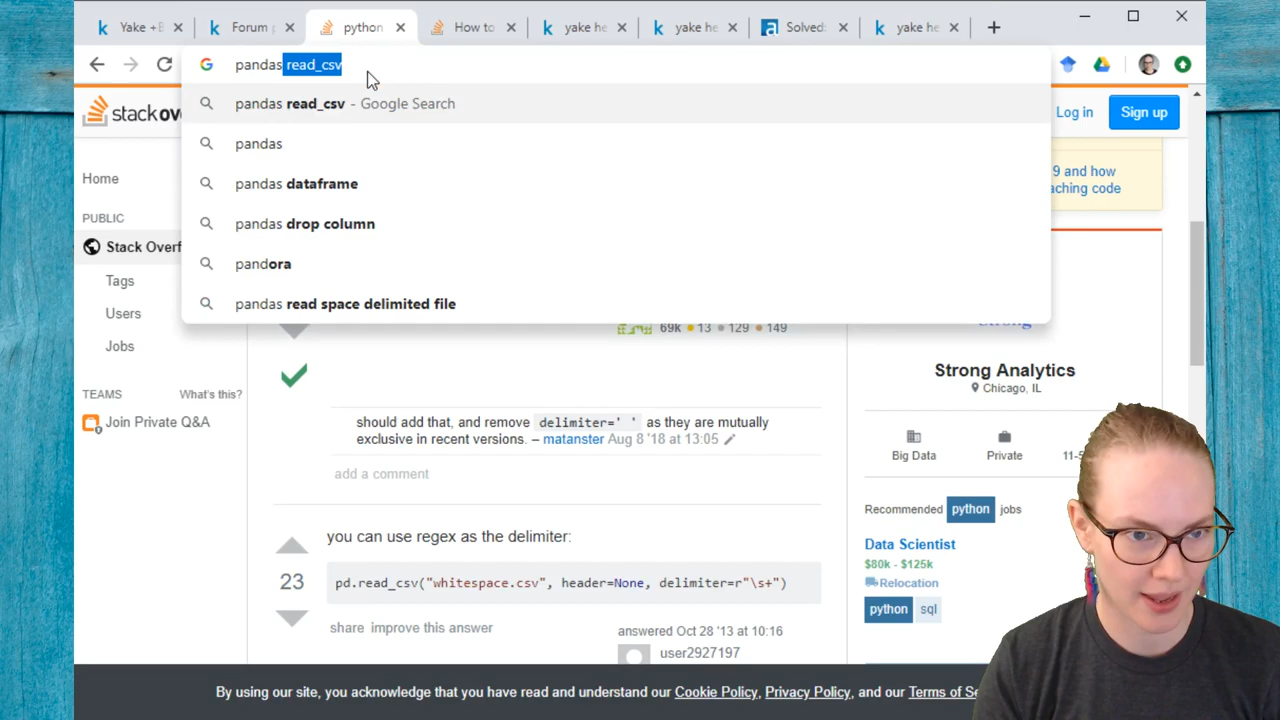 Yake +E
Forum p
python
How to
yake he
yake he
Solved:
yake he
pandas read_csv
pandas read_csv - Google Search
pandas
pandas dataframe
pandas drop column
pandora
pandas read space delimited file
stack
Log in
Sign up
9 and how
aching code
Home
PUBLIC
Stack Overf
Tags
Users
Jobs
TEAMS
What's this?
Join Private Q&A
69k 13 129 149
should add that, and remove delimiter=' ' as they are mutually
exclusive in recent versions. – matanster Aug 8 '18 at 13:05
add a comment
you can use regex as the delimiter:
23
pd.read_csv("whitespace.csv", header=None, delimiter=r"\s+")
share improve this answer
answered Oct 28 '13 at 10:16
user2927197
Strong
Strong Analytics
Chicago, IL
Big Data
Private
11-5
Recommended python jobs
Data Scientist
$80k - $125k
Relocation
python sql
By using our site, you acknowledge that you have read and understand our Cookie Policy, Privacy Policy, and our Terms of Se